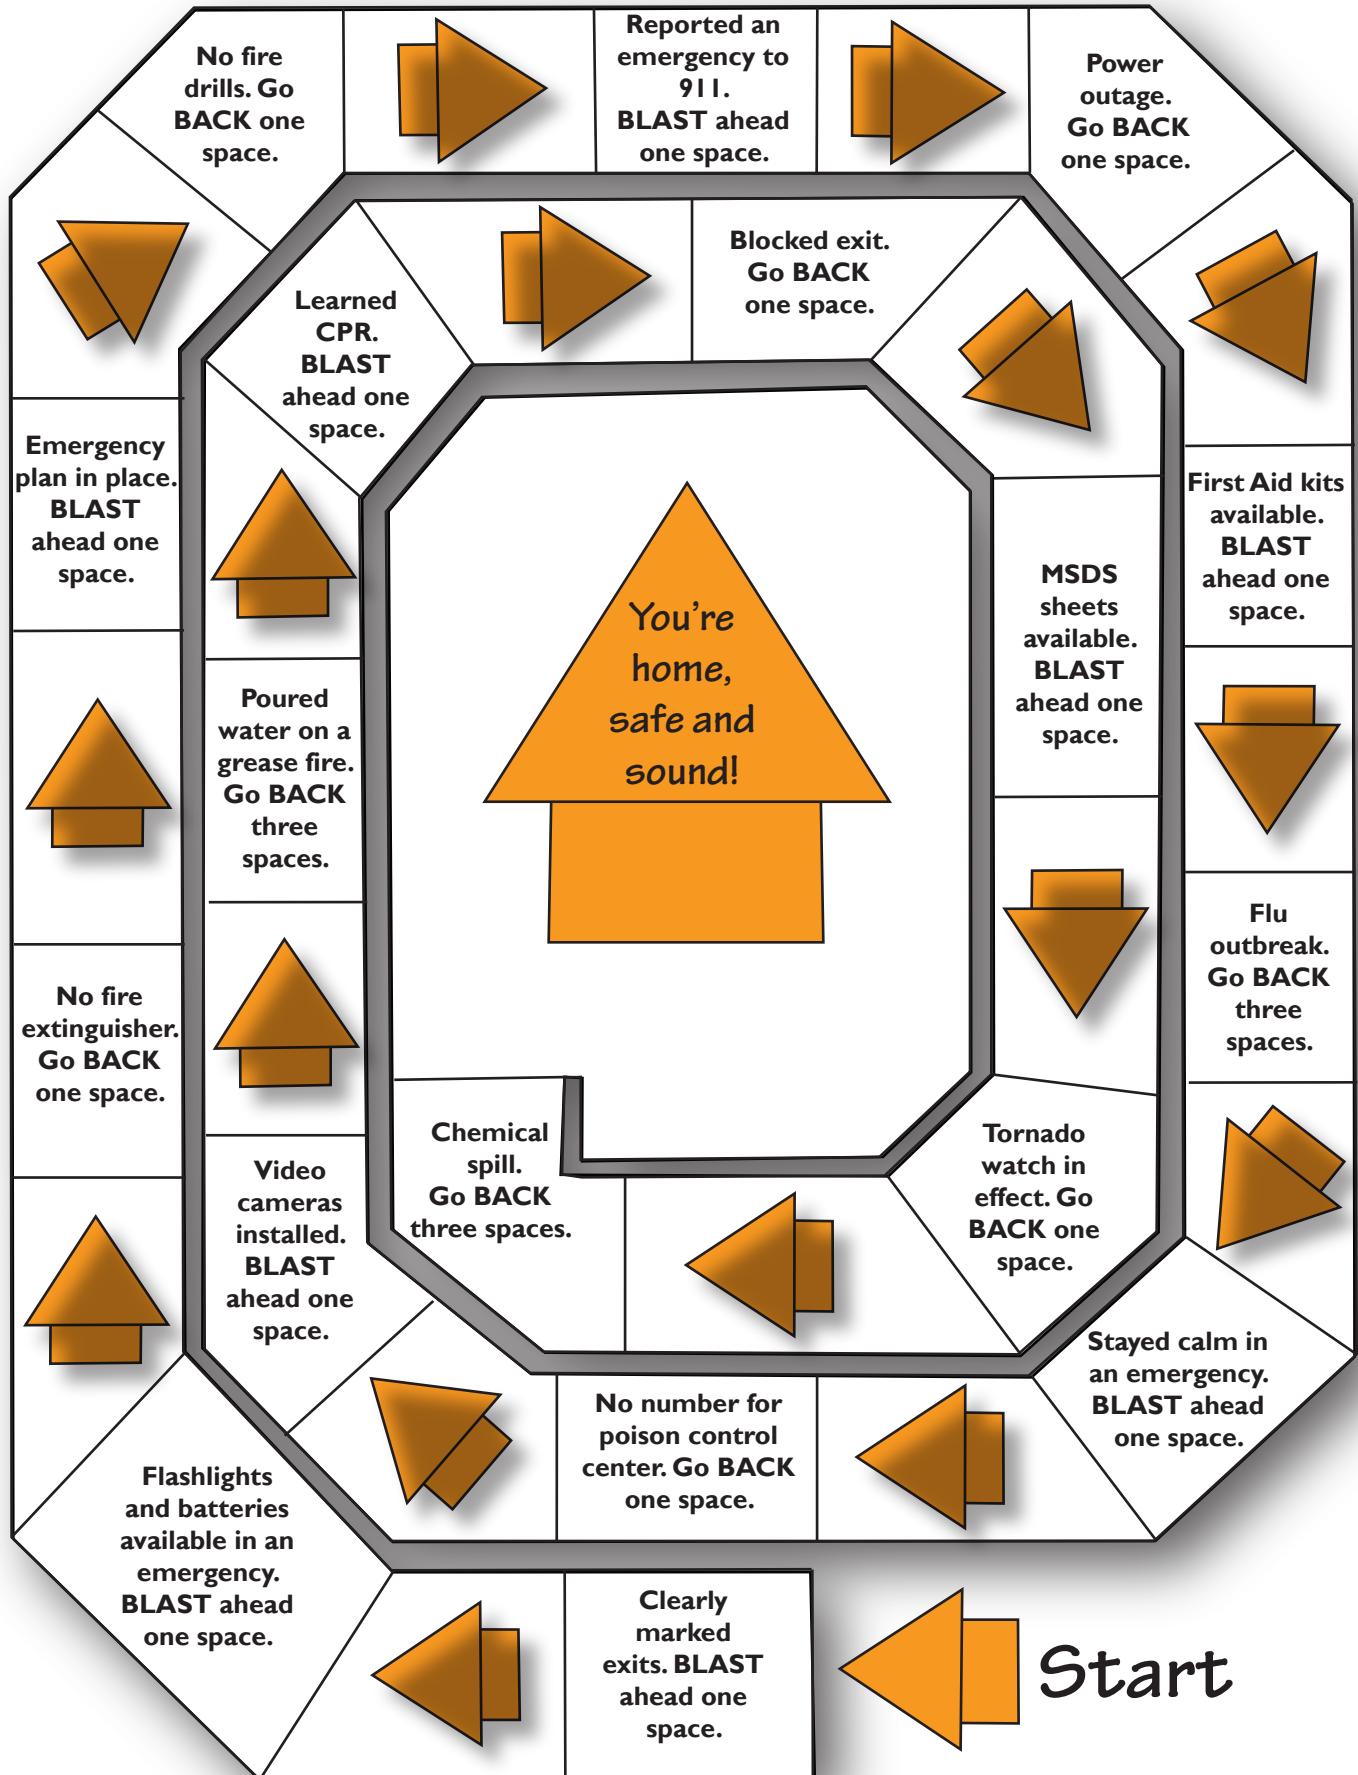 No fire
drills. Go
BACK one
space.
Reported an
emergency to
911.
BLAST ahead
one space.
Power
outage.
Go BACK
one space.
Learned
CPR.
BLAST
ahead one
space.
Blocked exit.
Go BACK
one space.
Emergency
plan in place.
BLAST
ahead one
space.
First Aid kits
available.
BLAST
ahead one
space.
MSDS
sheets
available.
BLAST
ahead one
space.
You're
home,
safe and
sound!
Poured
water on a
grease fire.
Go BACK
three
spaces.
Flu
outbreak.
Go BACK
three
spaces.
No fire
extinguisher.
Go BACK
one space.
Chemical
spill.
Go BACK
three spaces.
Tornado
watch in
effect. Go
BACK one
space.
Video
cameras
installed.
BLAST
ahead one
space.
Stayed calm in
an emergency.
BLAST ahead
one space.
No number for
poison control
center. Go BACK
one space.
Flashlights
and batteries
available in an
emergency.
BLAST ahead
one space.
Clearly
marked
exits. BLAST
ahead one
space.
Start